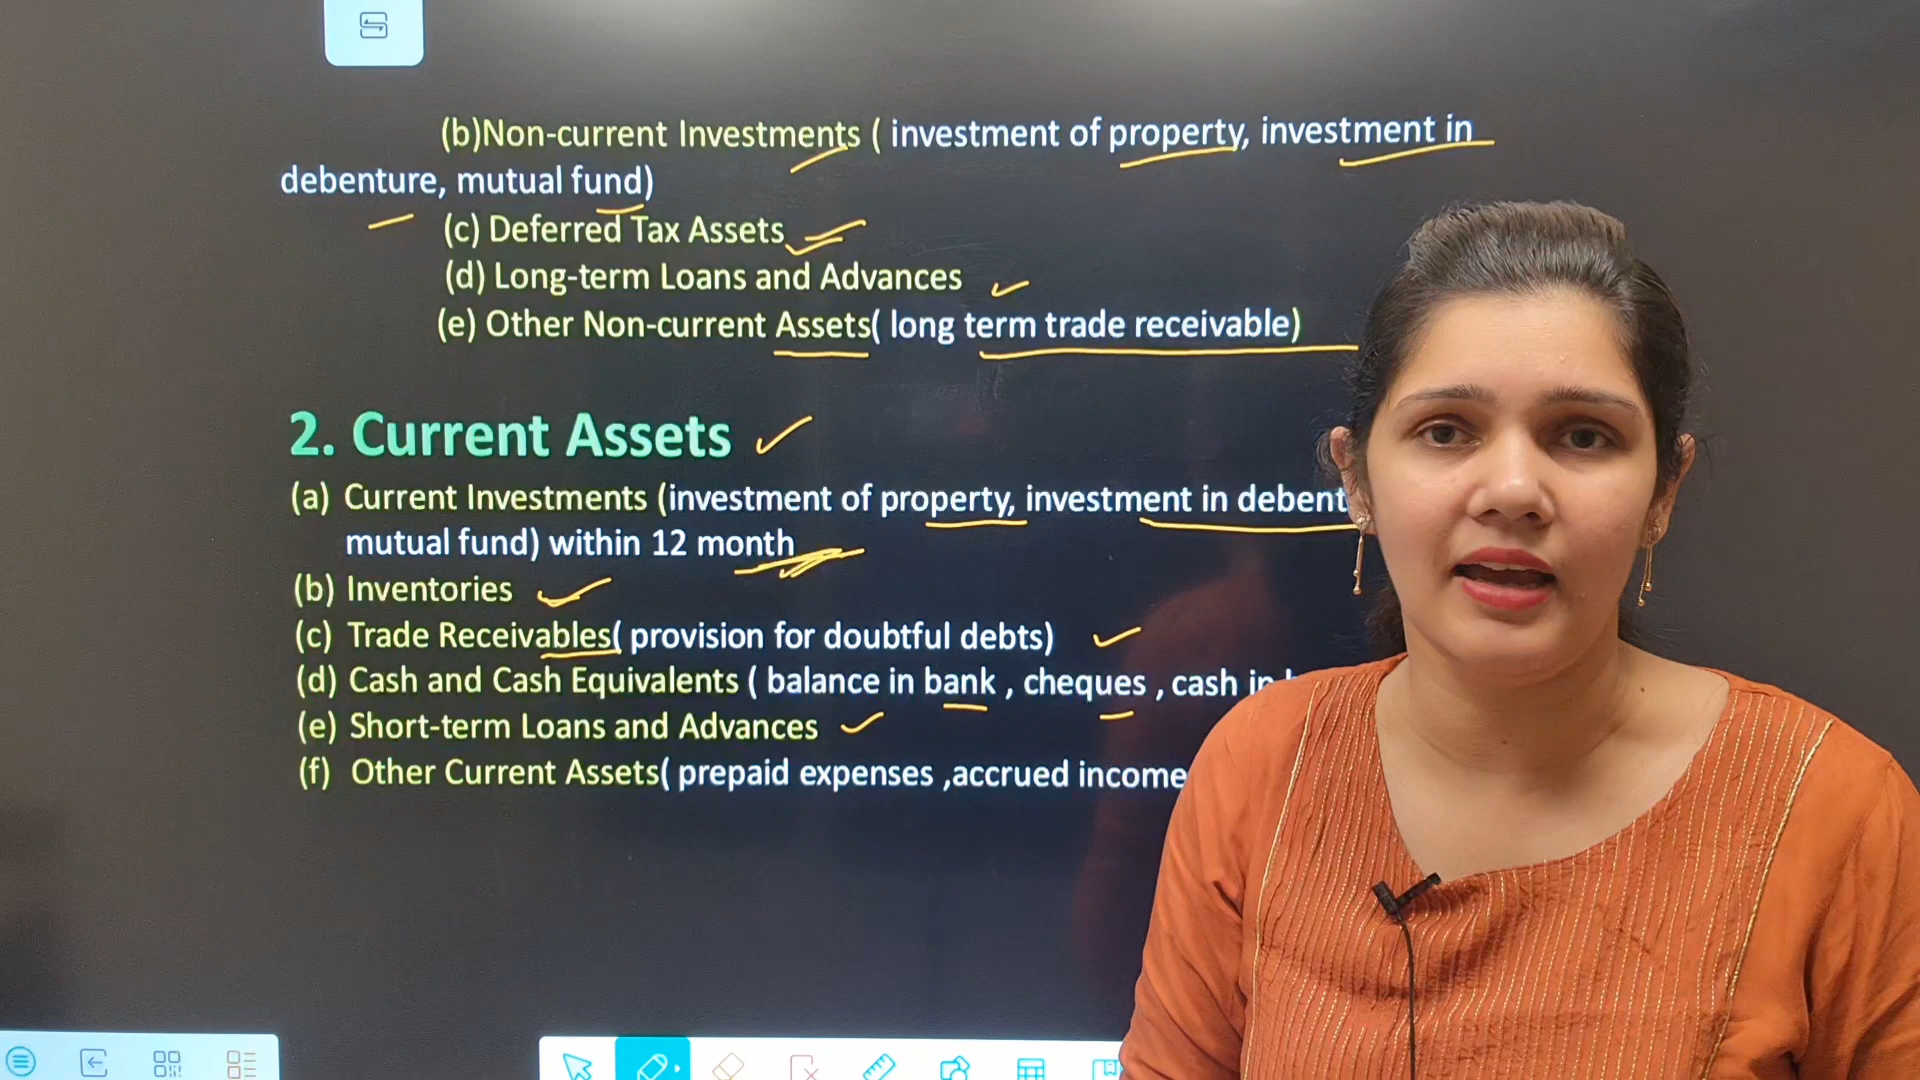 (b)Non-current Investments ( investment of property, investment in
debenture, mutual fund)
(c) Deferred Tax Assets
(d) Long-term Loans and Advances
(e) Other Non-current Assets( long term trade receivable)
2. Current Assets
(a) Current Investments (investment of property, investment in
mutual fund) within 12 month
(b) Inventories
(c) Trade Receivables( provision for doubtful debts)
(d) Cash and Cash Equivalents ( balance in bank , cheques , cash in
(e) Short-term Loans and Advances
(f) Other Current Assets( prepaid expenses ,accrued income